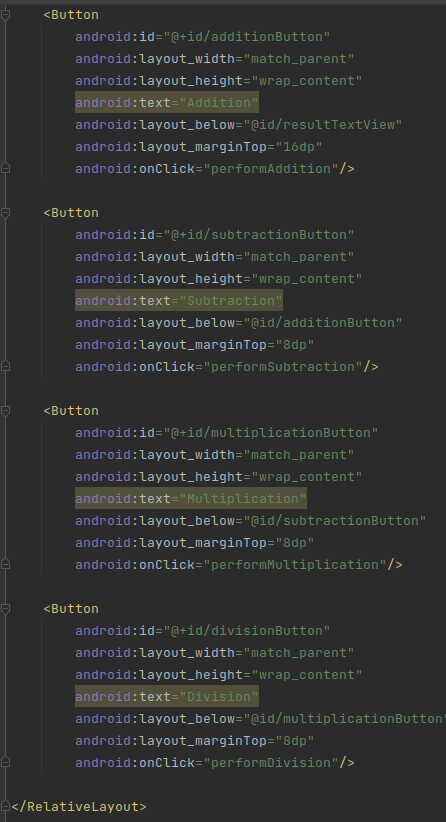 <Button
android:id="@+id/additionButton"
android:layout_width="match_parent"
android:layout_height="wrap_content"
android:text="Addition"
android:layout_below="@id/resultTextView"
android:layout_marginTop="16dp"
android:onClick="performAddition"/>
<Button
android:id="@+id/subtractionButton"
android:layout_width="match_parent"
android:layout_height="wrap_content"
android:text="Subtraction"
android:layout_below="@id/additionButton"
android:layout_marginTop="8dp"
android:onClick="performSubtraction"/>
<Button
android:id="@+id/multiplicationButton"
android:layout_width="match_parent"
android:layout_height="wrap_content"
android:text="Multiplication"
android:layout_below="@id/subtractionButton"
android:layout_marginTop="8dp"
android:onClick="performMultiplication"/>
<Button
android:id="@+id/divisionButton"
android:layout_width="match_parent"
android:layout_height="wrap_content"
android:text="Division"
android:layout_below="@id/multiplicationButton"
android:layout_marginTop="8dp"
android:onClick="performDivision"/>
</RelativeLayout>